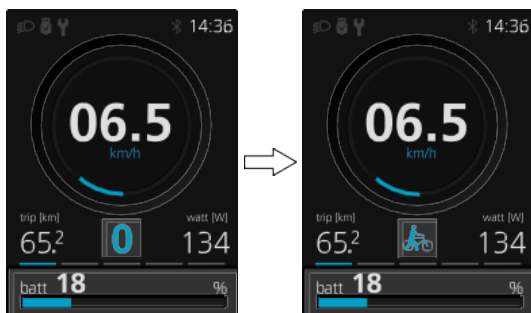 14:36
06.5
km/h
trip [km] watt [W]
65.2 0 134
batt 18 %
14:36
06.5
km/h
trip [km] watt [W]
65.2 134
batt 18 %